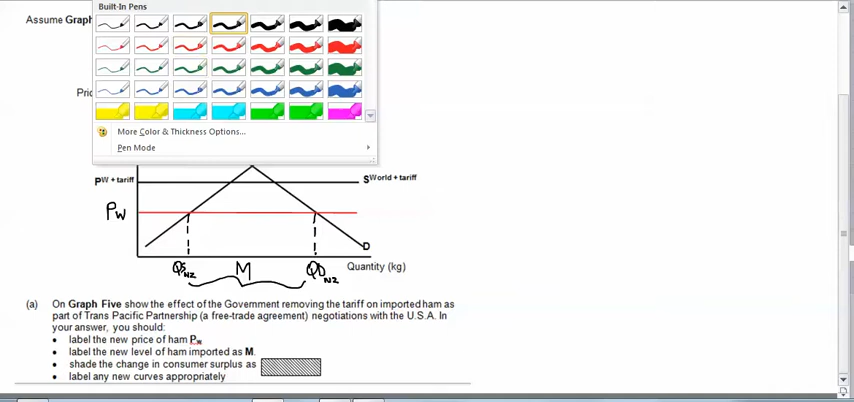 Built-In Pens
Assume Graph
Pric
More Color & Thickness Options...
Pen Mode
PW + tariff
SWorld + tariff
PW
D
QSNZ
M
QDNZ
Quantity (kg)
(a) On Graph Five show the effect of the Government removing the tariff on imported ham as
part of Trans Pacific Partnership (a free-trade agreement) negotiations with the U.S.A. In
your answer, you should:
• label the new price of ham Pw
• label the new level of ham imported as M.
• shade the change in consumer surplus as
• label any new curves appropriately